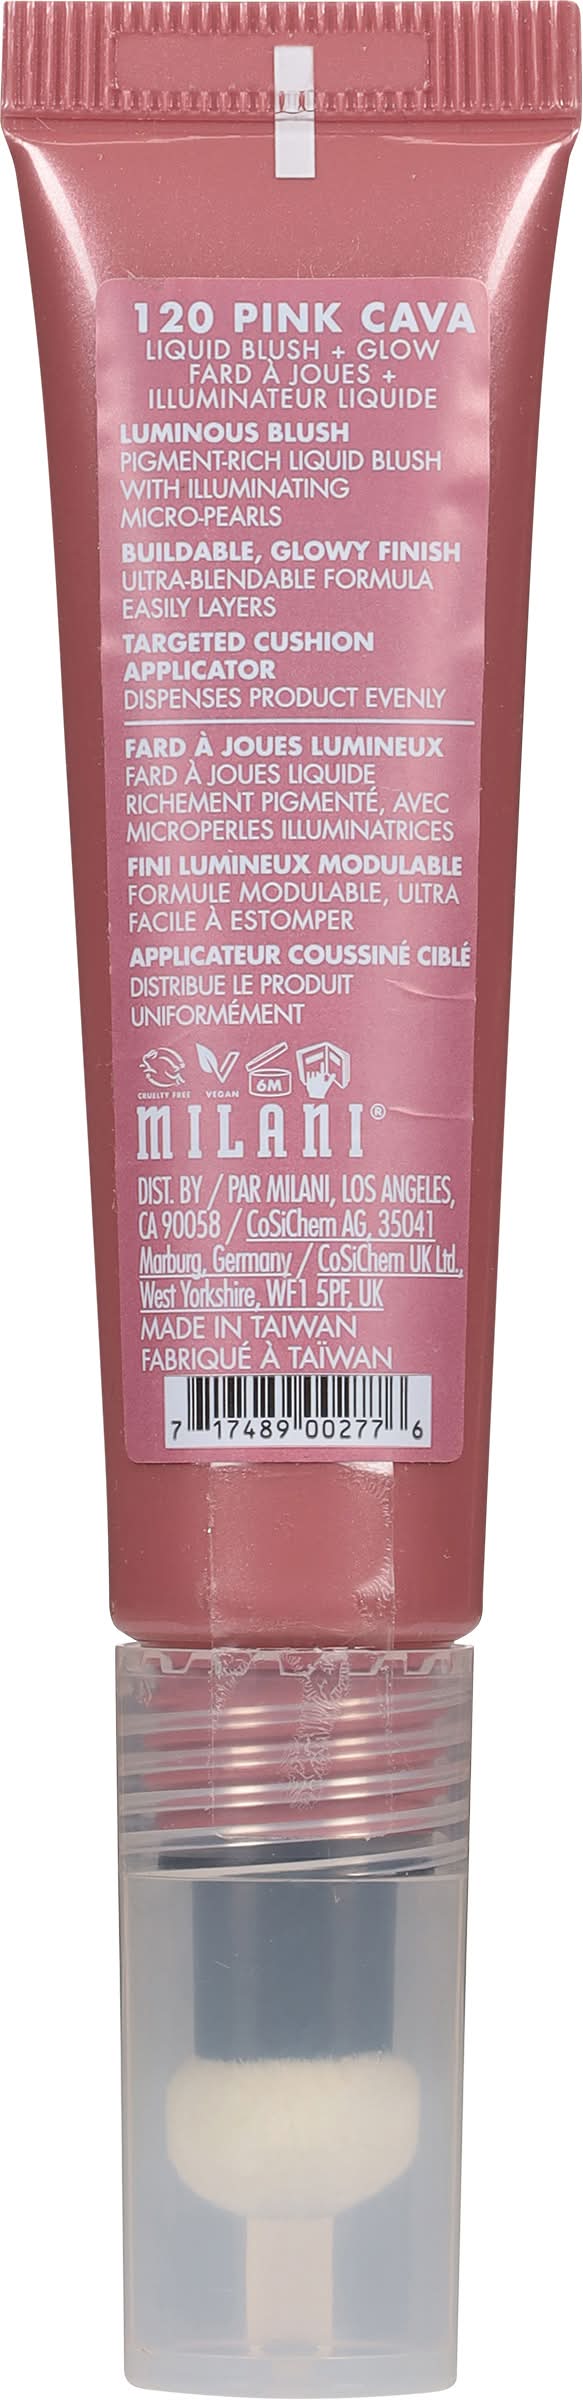 120 PINK CAVA
LIQUID BLUSH + GLOW
FARD À JOUES +
ILLUMINATEUR LIQUIDE
LUMINOUS BLUSH
PIGMENT-RICH LIQUID BLUSH
WITH ILLUMINATING
MICRO-PEARLS
BUILDABLE, GLOWY FINISH
ULTRA-BLENDABLE FORMULA
EASILY LAYERS
TARGETED CUSHION
APPLICATOR
DISPENSES PRODUCT EVENLY
FARD À JOUES LUMINEUX
FARD À JOUES LIQUIDE
RICHEMENT PIGMENTÉ, AVEC
MICROPERLES ILLUMINATRICES
FINI LUMINEUX MODULABLE
FORMULE MODULABLE, ULTRA
FACILE À ESTOMPER
APPLICATEUR COUSSINÉ CIBLÉ
DISTRIBUE LE PRODUIT
UNIFORMÉMENT
CRUELTY FREE VEGAN 6M
MILANI®
DIST. BY / PAR MILANI, LOS ANGELES,
CA 90058 / CoSiChem AG, 35041
Marburg, Germany / CoSiChem UK Ltd.,
West Yorkshire, WF1 5PF, UK
MADE IN TAIWAN
FABRIQUÉ À TAÏWAN
7 17489 00277 6